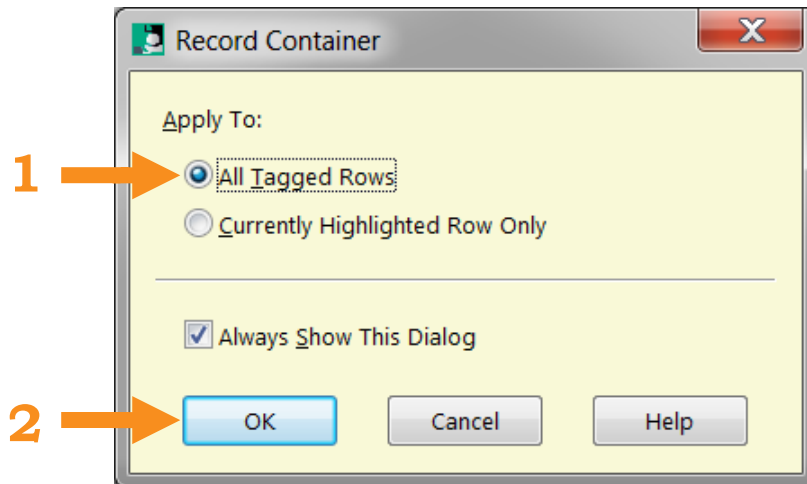 Record Container
Apply To:
1
All Tagged Rows
Currently Highlighted Row Only
Always Show This Dialog
2
OK Cancel Help